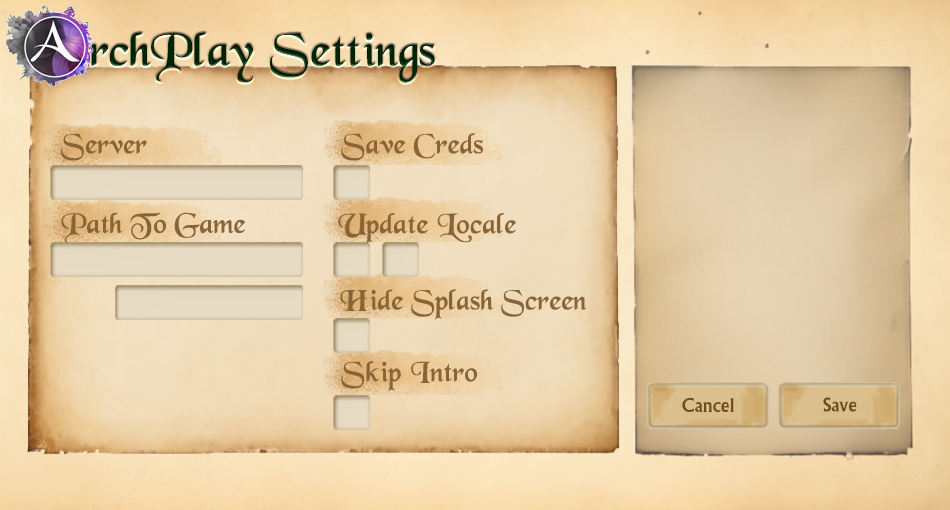 ArchPlay Settings
Server
Save Creds
Path To Game
Update Locale
Hide Splash Screen
Skip Intro
Cancel
Save